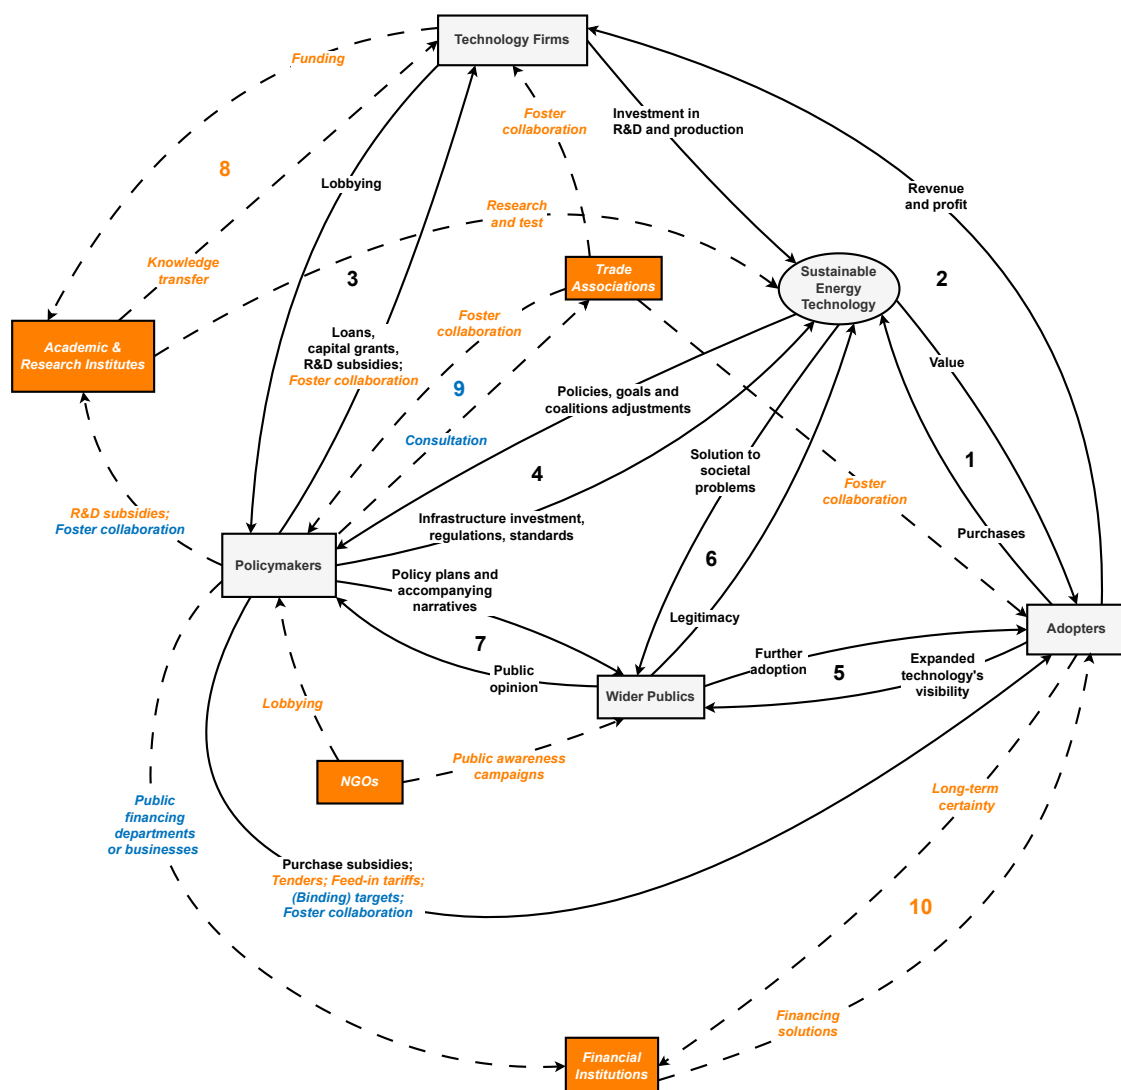 Technology Firms
Funding
Foster
collaboration
Investment in
R&D and production
8
Lobbying
Revenue
and profit
Research
and test
Knowledge
transfer
3
Trade
Associations
Sustainable
Energy
Technology
2
Academic &
Research Institutes
Loans,
capital grants,
R&D subsidies;
Foster collaboration
Foster
collaboration
9
Value
Policies, goals and
coalitions adjustments
Consultation
4
Solution to
societal
problems
1
Foster
collaboration
R&D subsidies;
Foster collaboration
Infrastructure investment,
regulations, standards
Purchases
Policymakers
Policy plans and
accompanying
narratives
6
Legitimacy
Adopters
7
Public
opinion
Further
adoption
5
Expanded
technology's
visibility
Wider Publics
Lobbying
NGOs
Public awareness
campaigns
Public
financing
departments
or businesses
Long-term
certainty
Purchase subsidies;
Tenders; Feed-in tariffs;
(Binding) targets;
Foster collaboration
10
Financing
solutions
Financial
Institutions